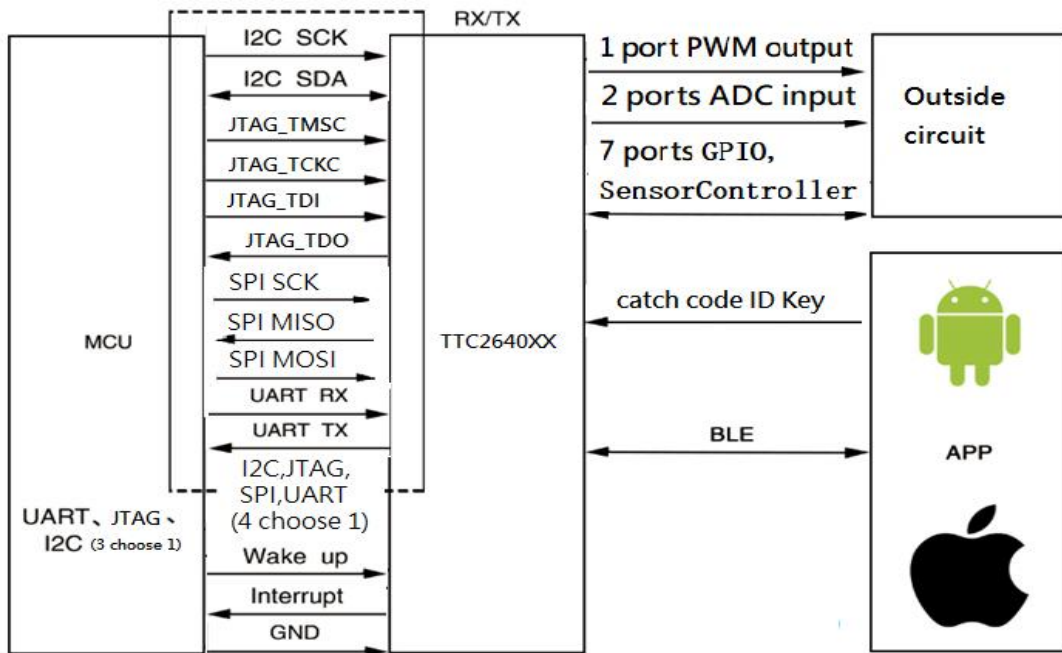 RX/TX
I2C SCK
I2C SDA
JTAG_TMSC
JTAG_TCKC
JTAG_TDI
JTAG_TDO
SPI SCK
SPI MISO
SPI MOSI
UART RX
UART TX
I2C,JTAG,
SPI,UART
(4 choose 1)
Wake up
Interrupt
GND
MCU
UART、JTAG、
I2C (3 choose 1)
TTC2640XX
1 port PWM output
2 ports ADC input
7 ports GPIO,
SensorController
Outside
circuit
catch code ID Key
BLE
APP